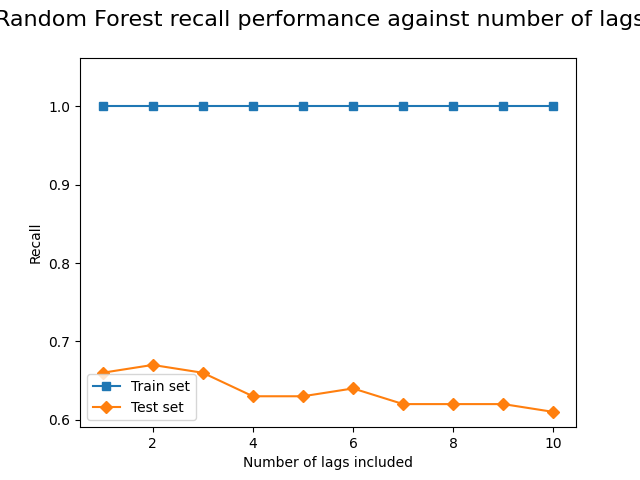 Random Forest recall performance against number of lags
1.0
0.9
0.8
0.7
0.6
Recall
Train set
Test set
2
4
6
8
10
Number of lags included